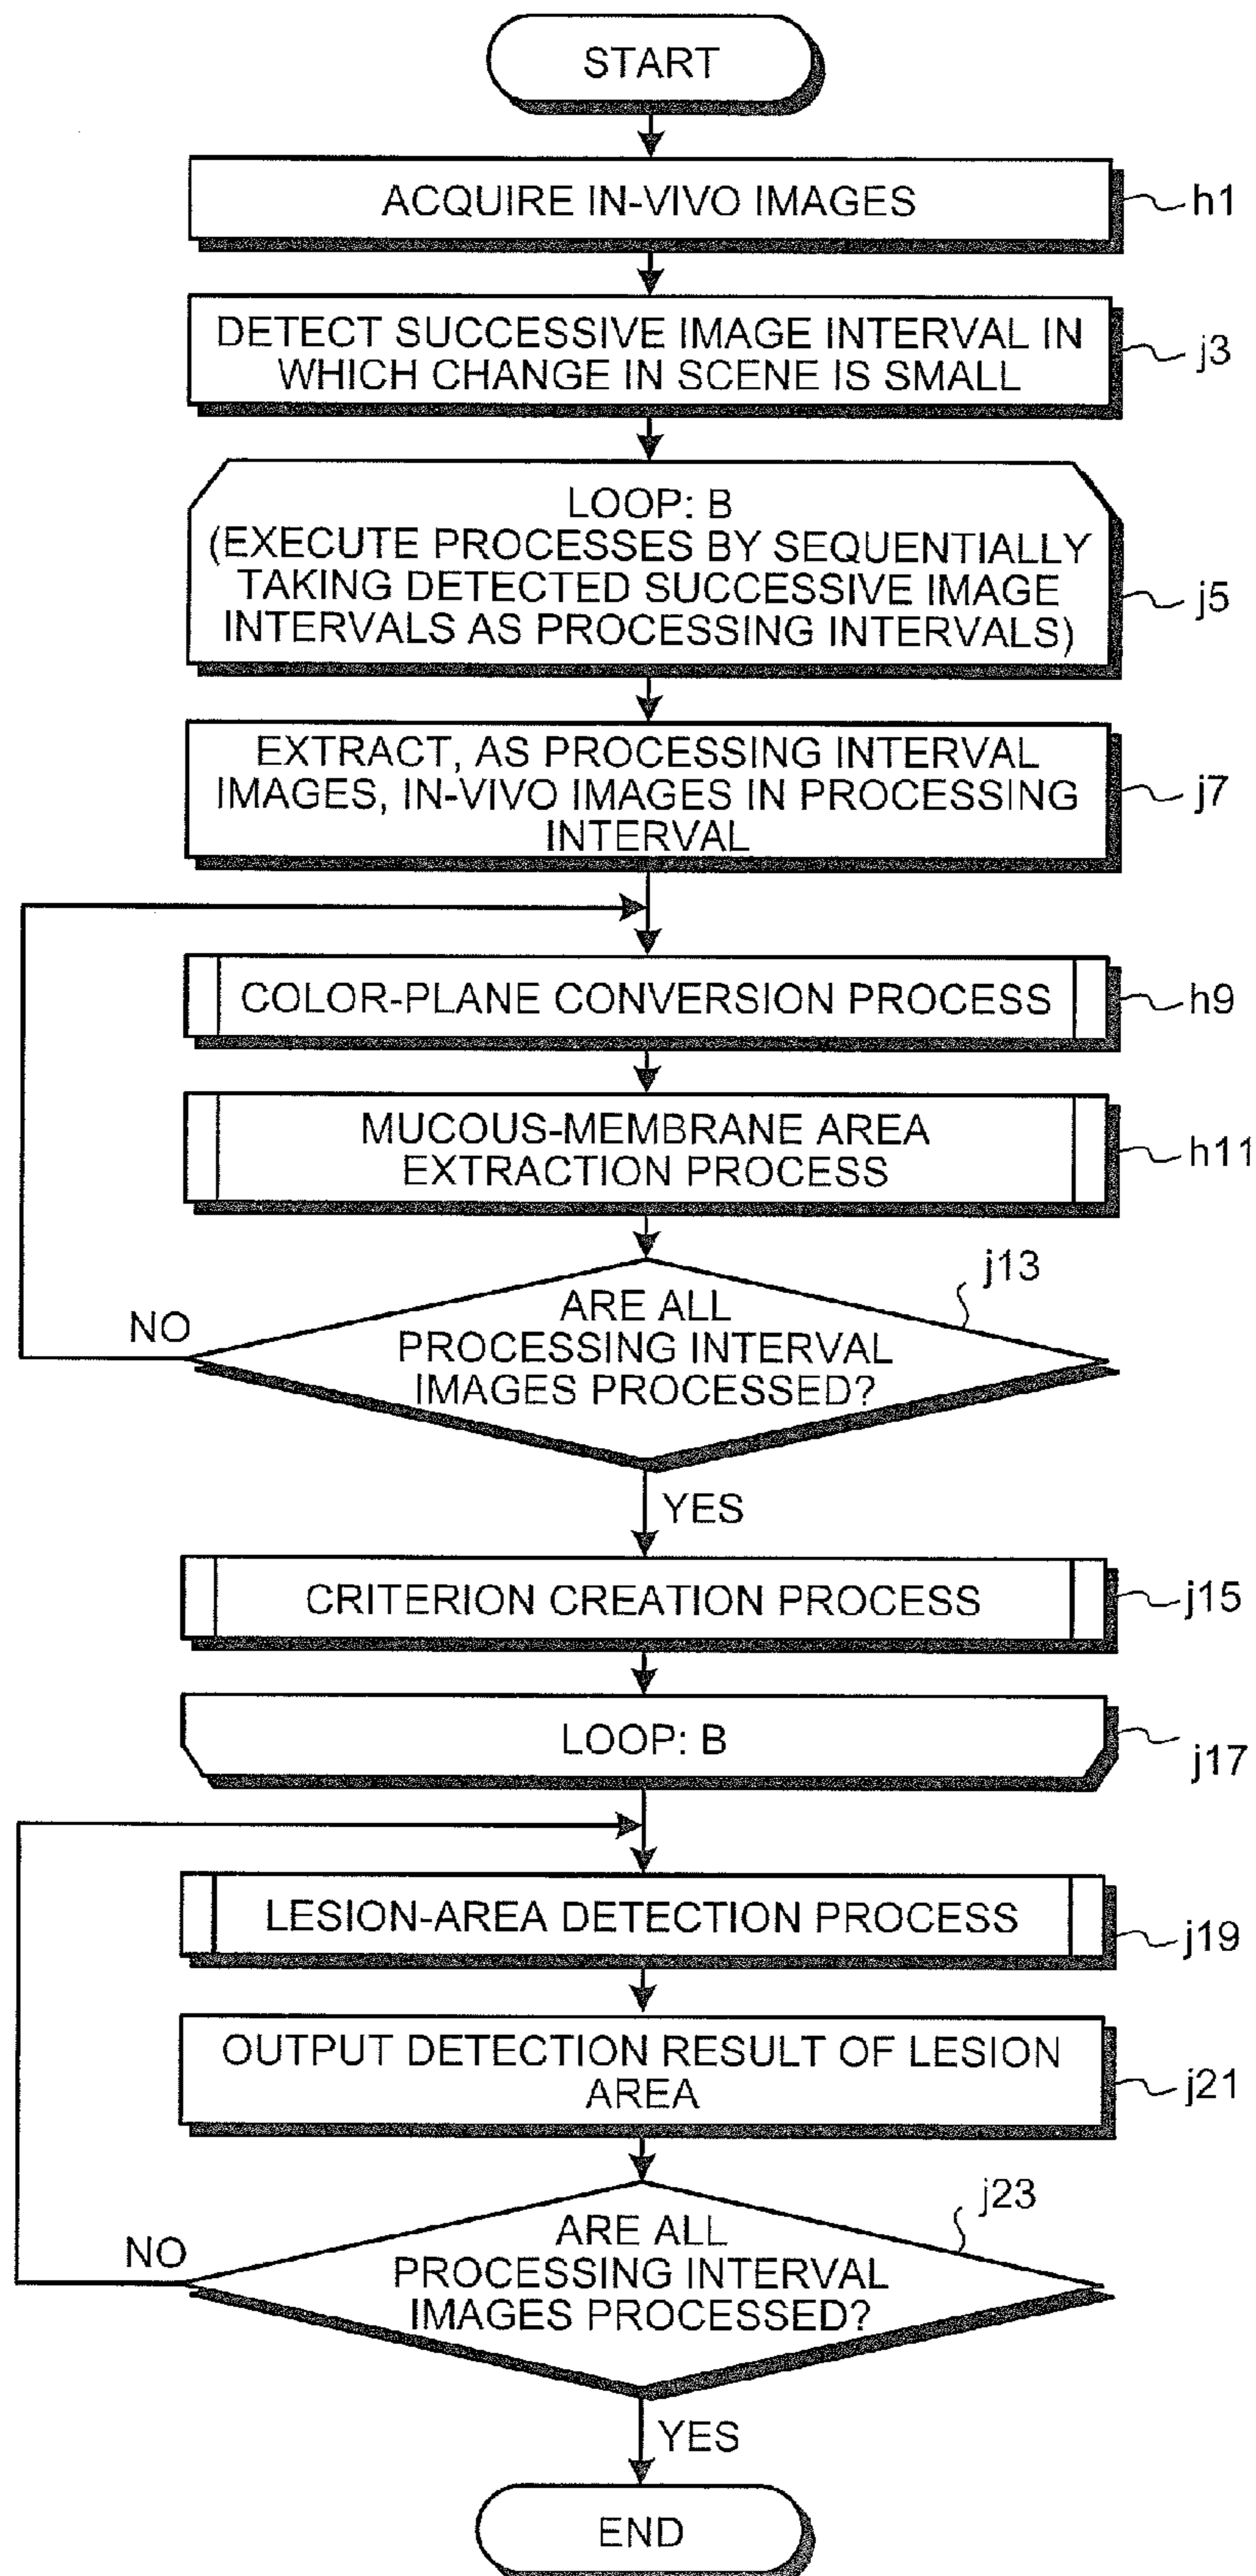 START
ACQUIRE IN-VIVO IMAGES
h1
DETECT SUCCESSIVE IMAGE INTERVAL IN
WHICH CHANGE IN SCENE IS SMALL
j3
LOOP: B
(EXECUTE PROCESSES BY SEQUENTIALLY
TAKING DETECTED SUCCESSIVE IMAGE
INTERVALS AS PROCESSING INTERVALS)
j5
EXTRACT, AS PROCESSING INTERVAL
IMAGES, IN-VIVO IMAGES IN PROCESSING
INTERVAL
j7
COLOR-PLANE CONVERSION PROCESS
h9
MUCOUS-MEMBRANE AREA
EXTRACTION PROCESS
h11
j13
ARE ALL
PROCESSING INTERVAL
IMAGES PROCESSED?
NO
YES
CRITERION CREATION PROCESS
j15
LOOP: B
j17
LESION-AREA DETECTION PROCESS
j19
OUTPUT DETECTION RESULT OF LESION
AREA
j21
j23
ARE ALL
PROCESSING INTERVAL
IMAGES PROCESSED?
NO
YES
END